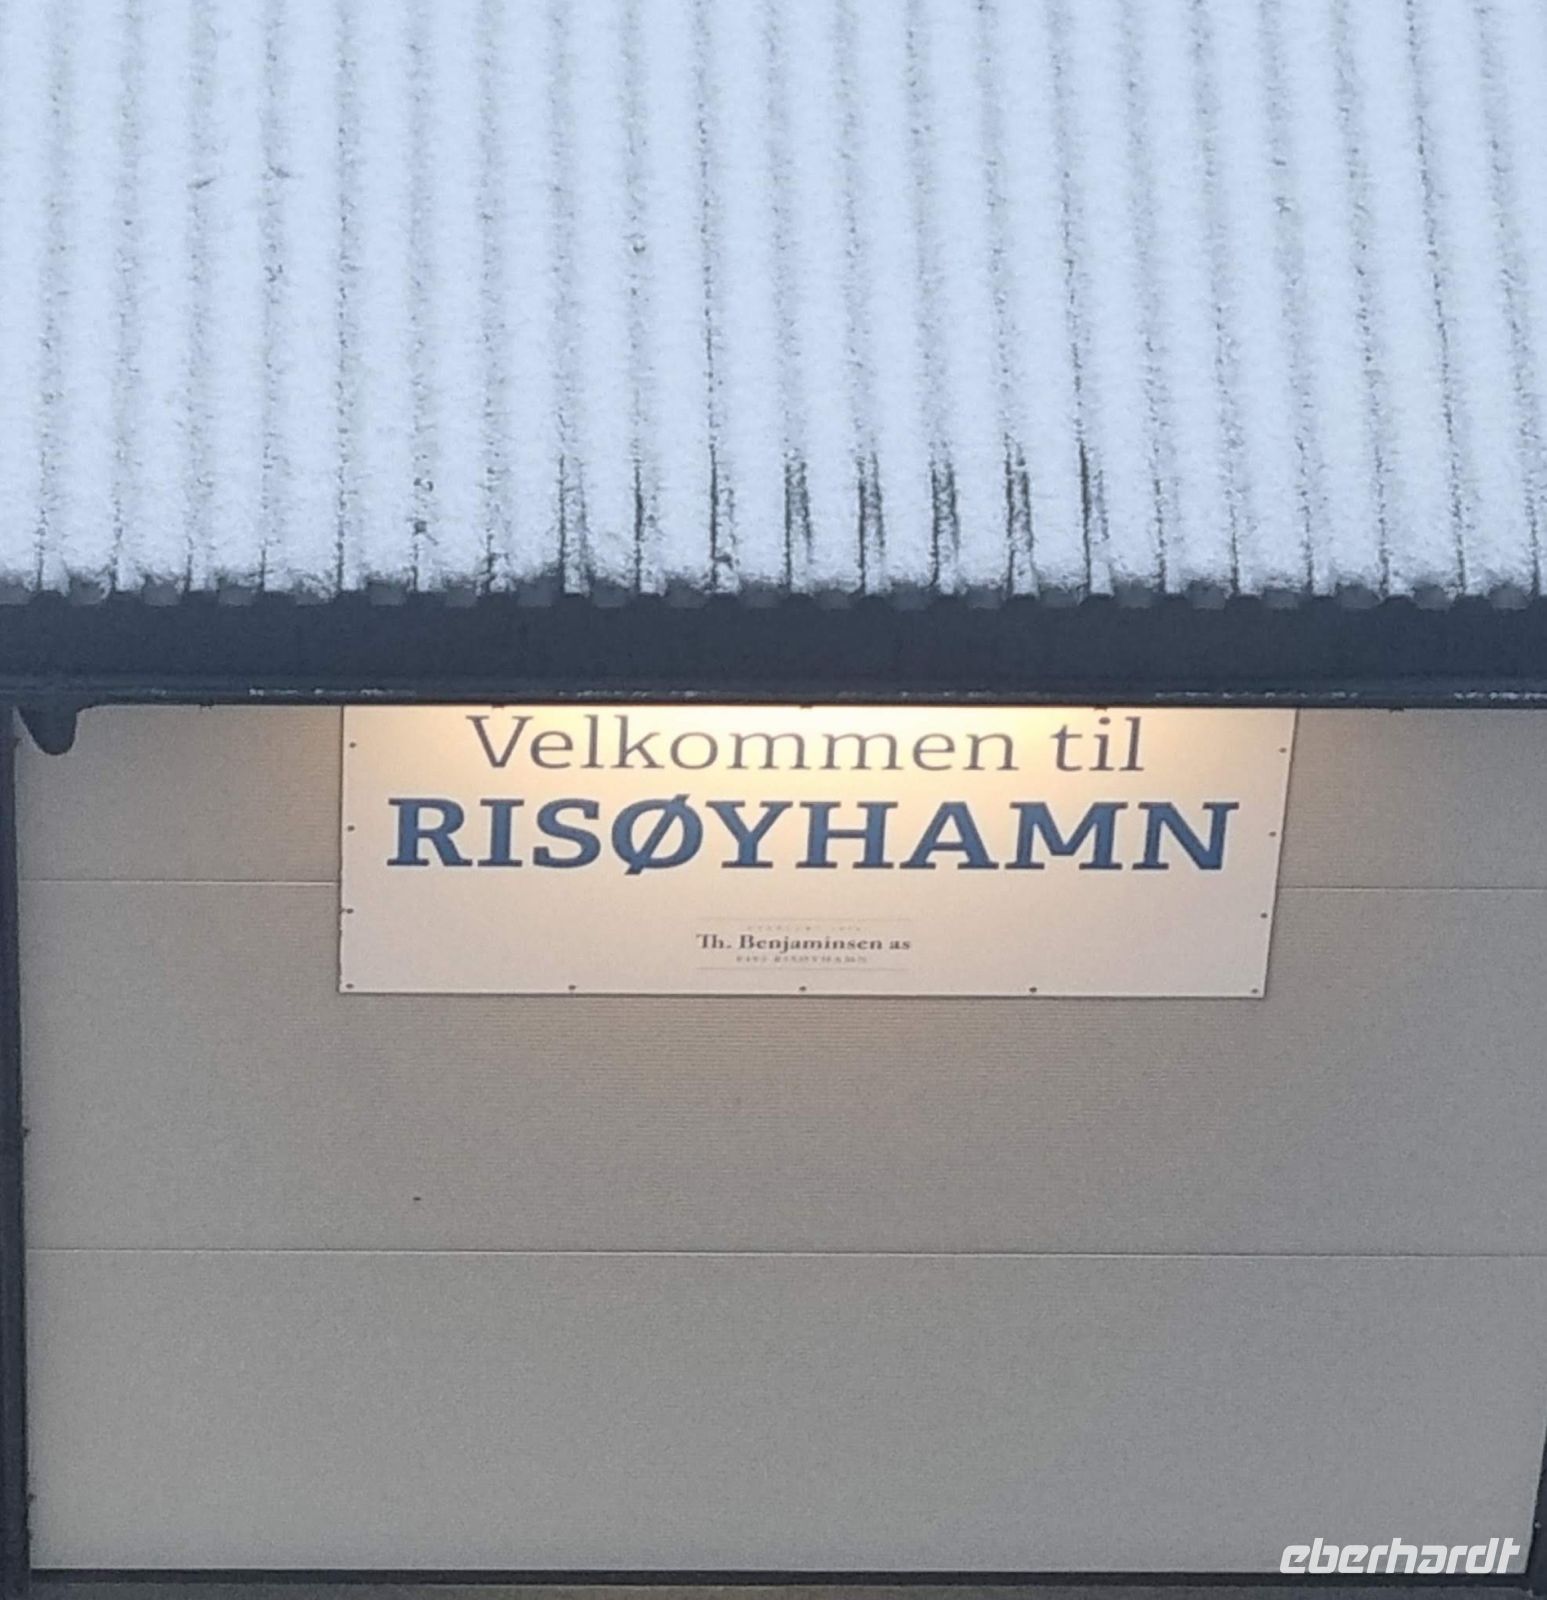 Velkommen til
RISØYHAMN
Th. Benjaminsen as
eberhardt